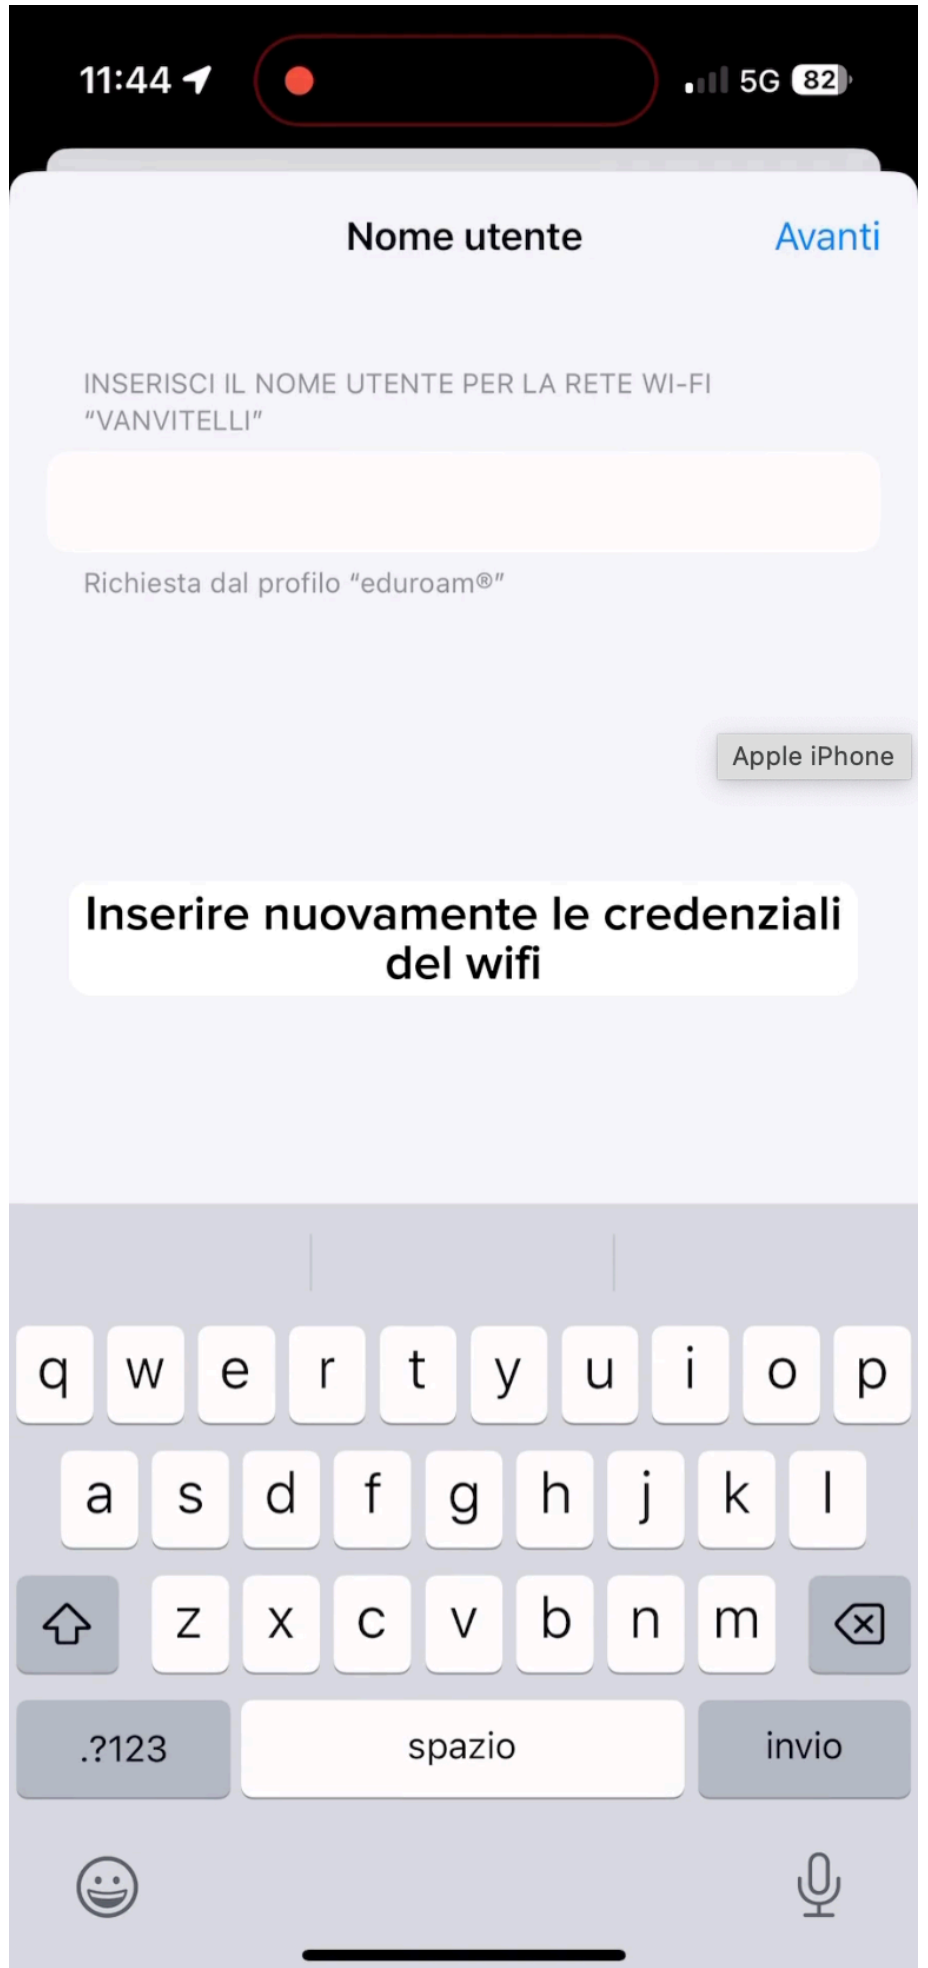 11:44
5G 82
Nome utente
Avanti
INSERISCI IL NOME UTENTE PER LA RETE WI-FI
“VANVITELLI”
Richiesta dal profilo “eduroam®”
Apple iPhone
Inserire nuovamente le credenziali
del wifi
q w e r t y u i o p
a s d f g h j k l
z x c v b n m
.?123 spazio invio